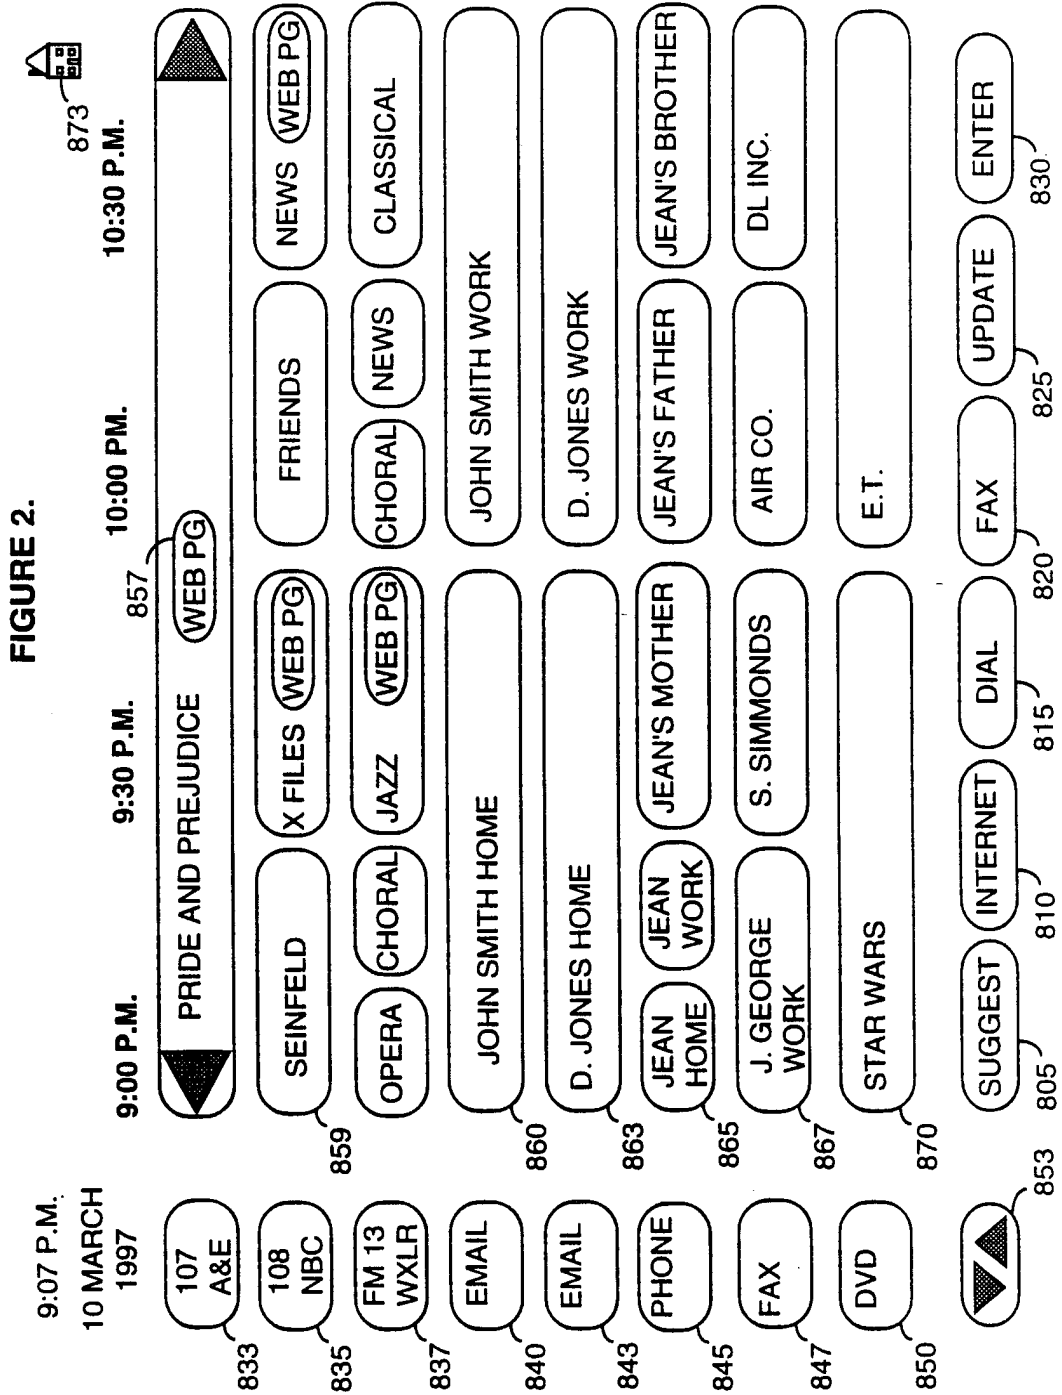 FIGURE 2.
9:07 P.M.
10 MARCH
1997
9:00 P.M.
9:30 P.M.
10:00 PM.
10:30 P.M.
873
107
A&E
833
PRIDE AND PREJUDICE
WEB PG
857
108
NBC
835
SEINFELD
859
X FILES
WEB PG
FRIENDS
NEWS
WEB PG
FM 13
WXLR
837
OPERA
CHORAL
JAZZ
WEB PG
CHORAL
NEWS
CLASSICAL
EMAIL
840
JOHN SMITH HOME
860
JOHN SMITH WORK
EMAIL
843
D. JONES HOME
863
D. JONES WORK
PHONE
845
JEAN
HOME
865
JEAN
WORK
JEAN'S MOTHER
JEAN'S FATHER
JEAN'S BROTHER
FAX
847
J. GEORGE
WORK
867
S. SIMMONDS
AIR CO.
DL INC.
DVD
850
STAR WARS
870
E.T.
853
SUGGEST
805
INTERNET
810
DIAL
815
FAX
820
UPDATE
825
ENTER
830